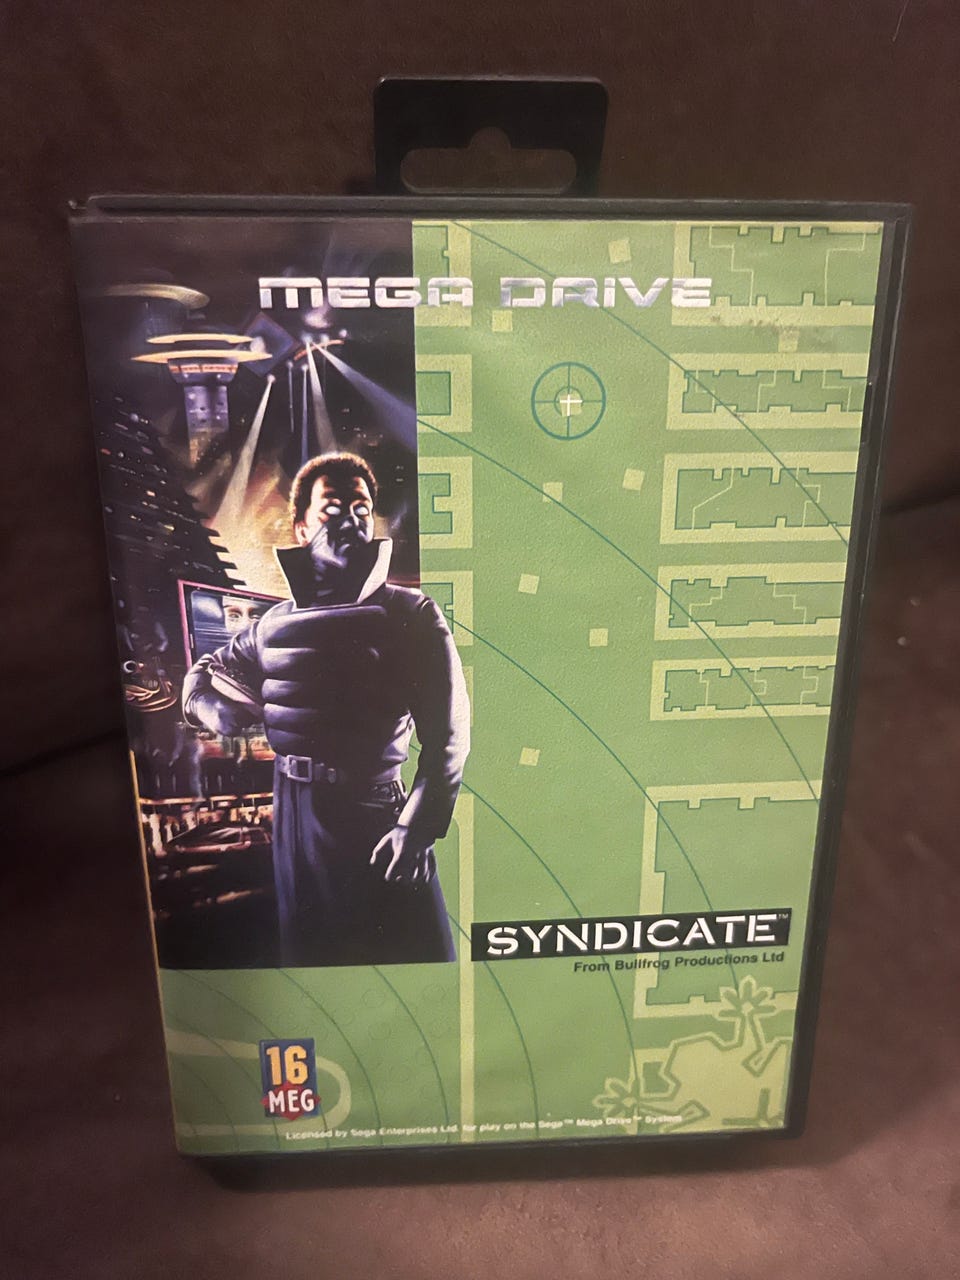 MEGA DRIVE
SYNDICATE™
From Bullfrog Productions Ltd
16
MEG
Licensed by Sega Enterprises Ltd. for play on the Sega™ Mega Drive™ System